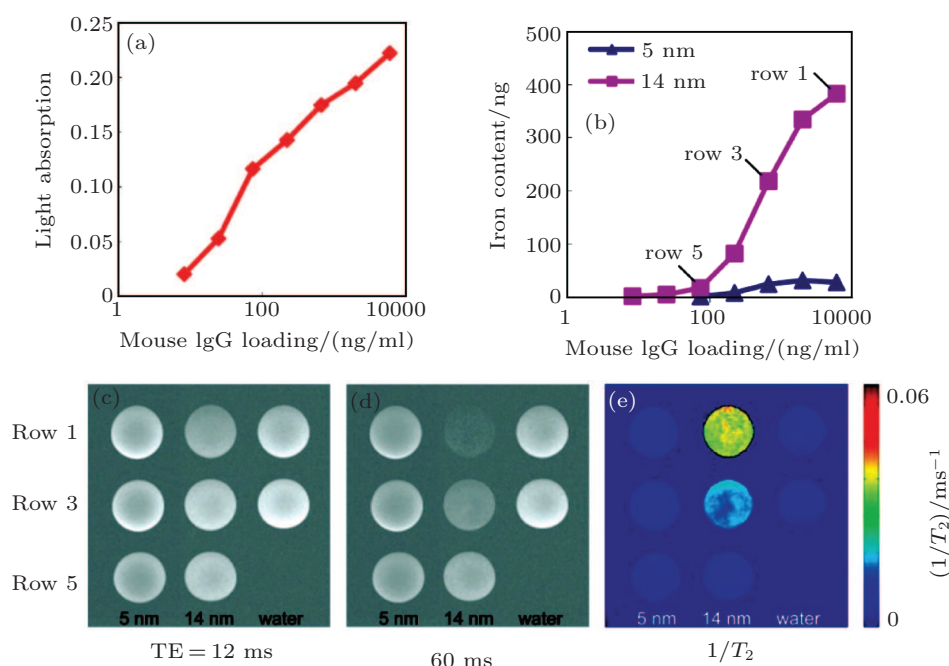 (a)
0.25
0.20
0.15
0.10
0.05
0
Light absorption
1
100
10000
Mouse lgG loading/(ng/ml)
(b)
5 nm
14 nm
500
400
300
200
100
0
Iron content/ng
row 1
row 3
row 5
1
100
10000
Mouse lgG loading/(ng/ml)
(c)
Row 1
Row 3
Row 5
5 nm 14 nm water
TE = 12 ms
(d)
5 nm 14 nm water
60 ms
(e)
5 nm 14 nm water
1/T₂
0.06
0
(1/T₂)/ms⁻¹